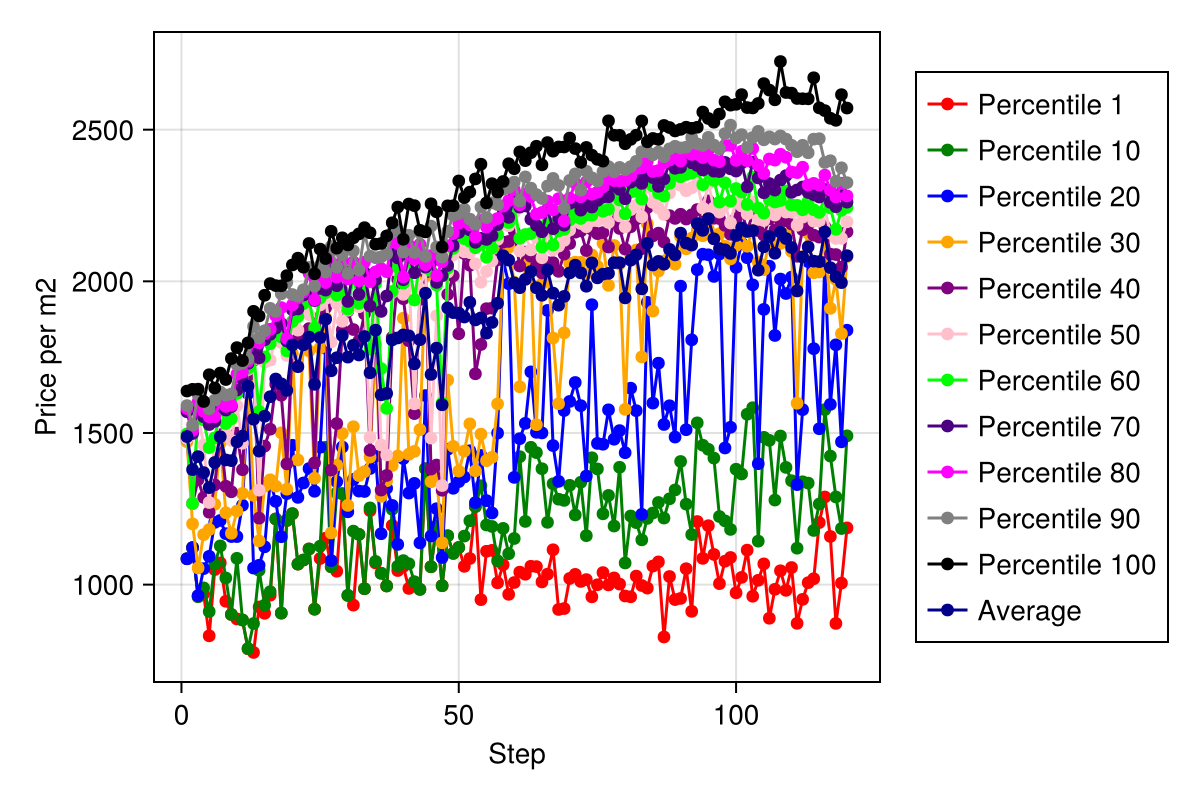 Price per m2
2500
2000
1500
1000
0
50
100
Step
Percentile 1
Percentile 10
Percentile 20
Percentile 30
Percentile 40
Percentile 50
Percentile 60
Percentile 70
Percentile 80
Percentile 90
Percentile 100
Average